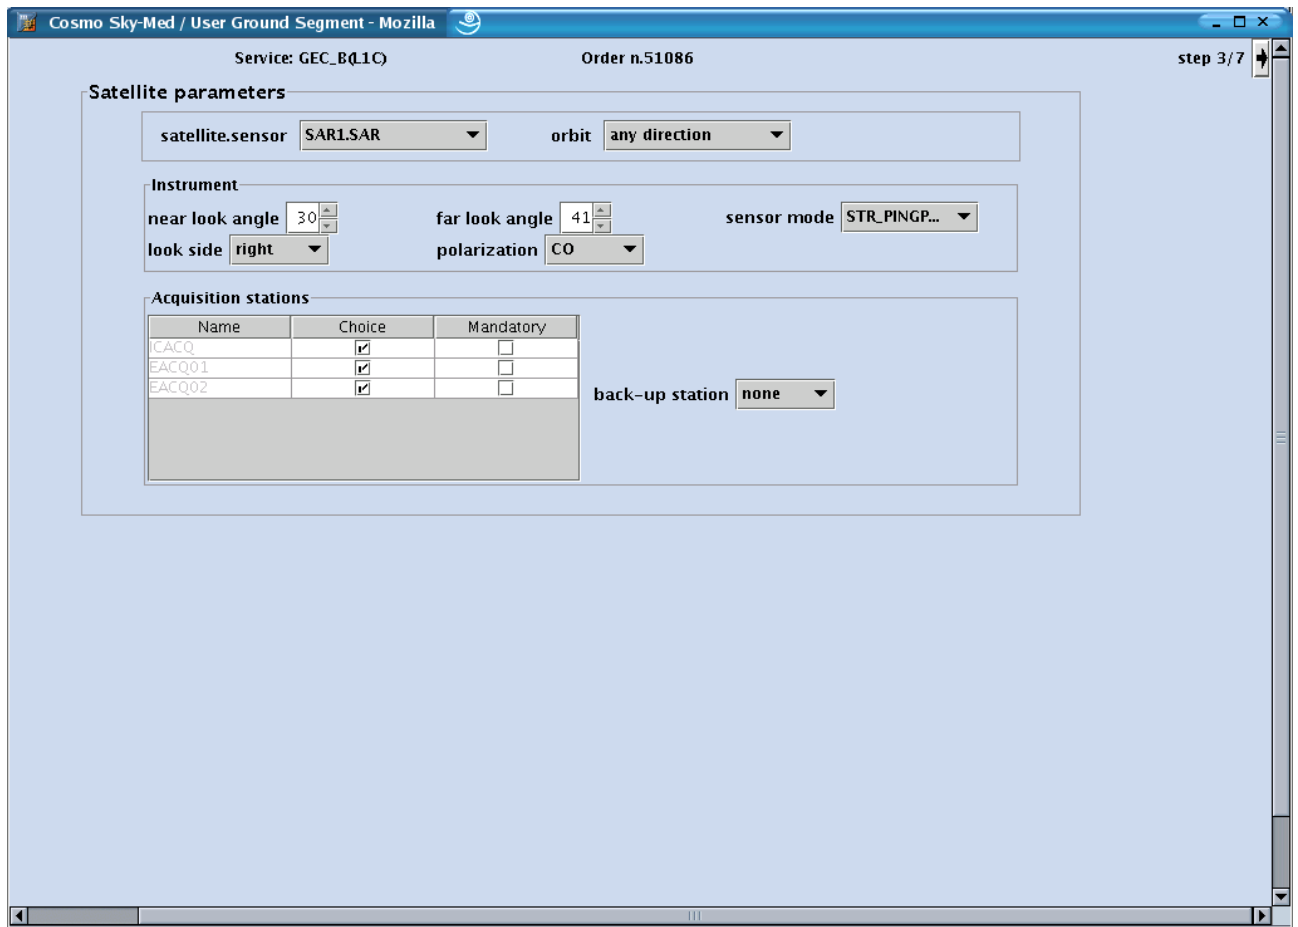 Cosmo Sky-Med / User Ground Segment - Mozilla
Service: GEC_B(L1C) Order n.51086 step 3/7
Satellite parameters
satellite.sensor SAR1.SAR orbit any direction
Instrument
near look angle 30 far look angle 41 sensor mode STR_PINGP...
look side right polarization CO
Acquisition stations
Name Choice Mandatory
ICACQ
EACQ01
EACQ02
back-up station none